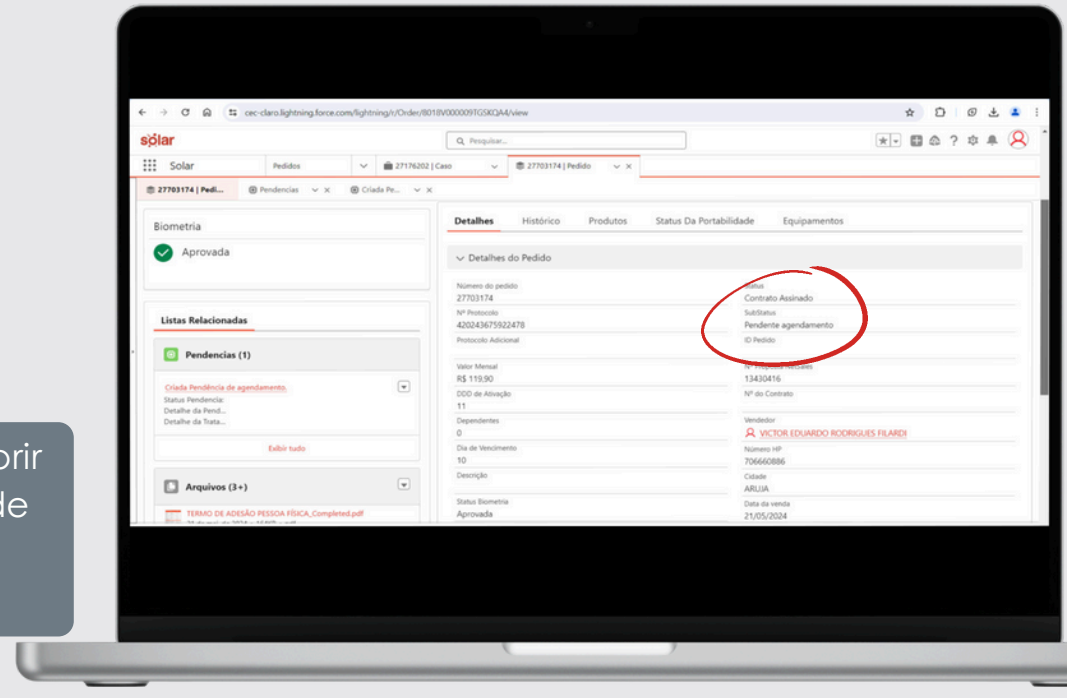 cec-claro.lightning.force.com/lightning/r/Order/8018V000009TG5KQA4/view
solar
Pesquisar...
Solar
Pedidos
27176202 | Caso
27703174 | Pedido
27703174 | Pedi...
Pendencias
Criada Pe...
Biometria
Aprovada
Listas Relacionadas
Pendencias (1)
Criada Pendência de agendamento.
Status Pendencia:
Detalhe da Pend...
Detalhe da Trata...
Exibir tudo
Arquivos (3+)
TERMO DE ADESÃO PESSOA FÍSICA_Completed.pdf
Detalhes
Histórico
Produtos
Status Da Portabilidade
Equipamentos
Detalhes do Pedido
Número do pedido
27703174
Nº Protocolo
420243675922478
Protocolo Adicional
Valor Mensal
R$ 119,90
DDD de Ativação
11
Dependentes
0
Dia de Vencimento
10
Descrição
Status Biometria
Aprovada
Status
Contrato Assinado
SubStatus
Pendente agendamento
ID Pedido
13430416
Nº do Contrato
Vendedor
VICTOR EDUARDO RODRIGUES FILARDI
Número HP
706660886
Cidade
ARUJA
Data da venda
21/05/2024
orir
de